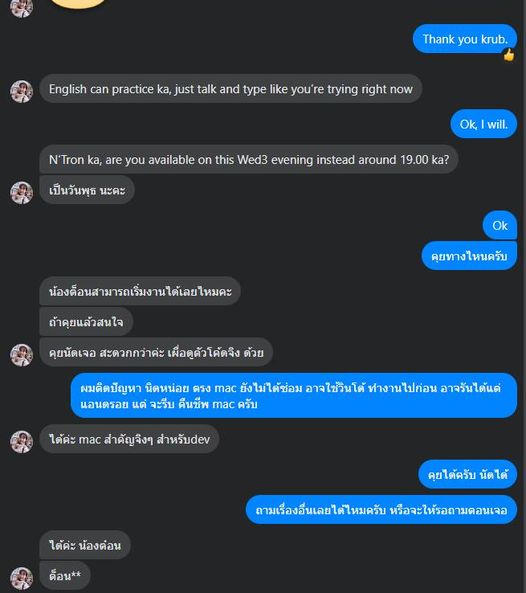 Thank you krub.
English can practice ka, just talk and type like you're trying right now
Ok, I will.
N'Tron ka, are you available on this Wed3 evening instead around 19.00 ka?
เป็นวันพุธ นะคะ
Ok
คุยทางไหนครับ
น้องต็อนสามารถเริ่มงานได้เลยไหมคะ
ถ้าคุยแล้วสนใจ
คุยนัดเจอ สะดวกกว่าค่ะ เผื่อดูตัวโค้ดจิง ด้วย
ผมติดปัญหา นิดหน่อย ตรง mac ยังไม่ได้ซ่อม อาจใช้วินโด้ ทำงานไปก่อน อาจรันได้แค่
แอนดรอย แต่ จะรีบ คืนชีพ mac ครับ
ได้ค่ะ mac สำคัญจิงๆ สำหรับdev
คุยได้ครับ นัดได้
ถามเรื่องอื่นเลยได้ไหมครับ หรือจะให้รอถามตอนเจอ
ได้ค่ะ น้องต๋อน
ต็อน**